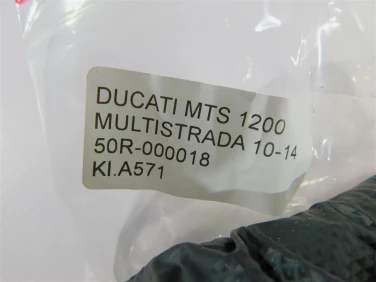 DUCATI MTS 1200
MULTISTRADA 10-14
50R-000018
KI.A571